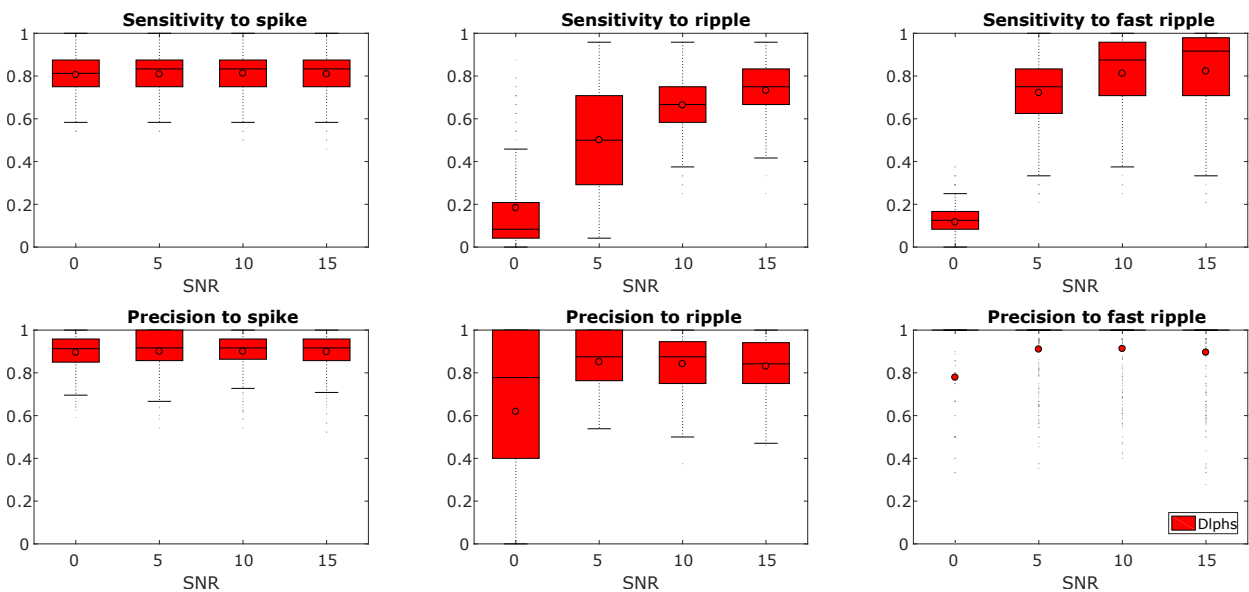 Sensitivity to spike
1
0.8
0.6
0.4
0.2
0
0 5 10 15
SNR
Sensitivity to ripple
1
0.8
0.6
0.4
0.2
0
0 5 10 15
SNR
Sensitivity to fast ripple
1
0.8
0.6
0.4
0.2
0
0 5 10 15
SNR
Precision to spike
1
0.8
0.6
0.4
0.2
0
0 5 10 15
SNR
Precision to ripple
1
0.8
0.6
0.4
0.2
0
0 5 10 15
SNR
Precision to fast ripple
1
0.8
0.6
0.4
0.2
0
0 5 10 15
SNR
Dlphs